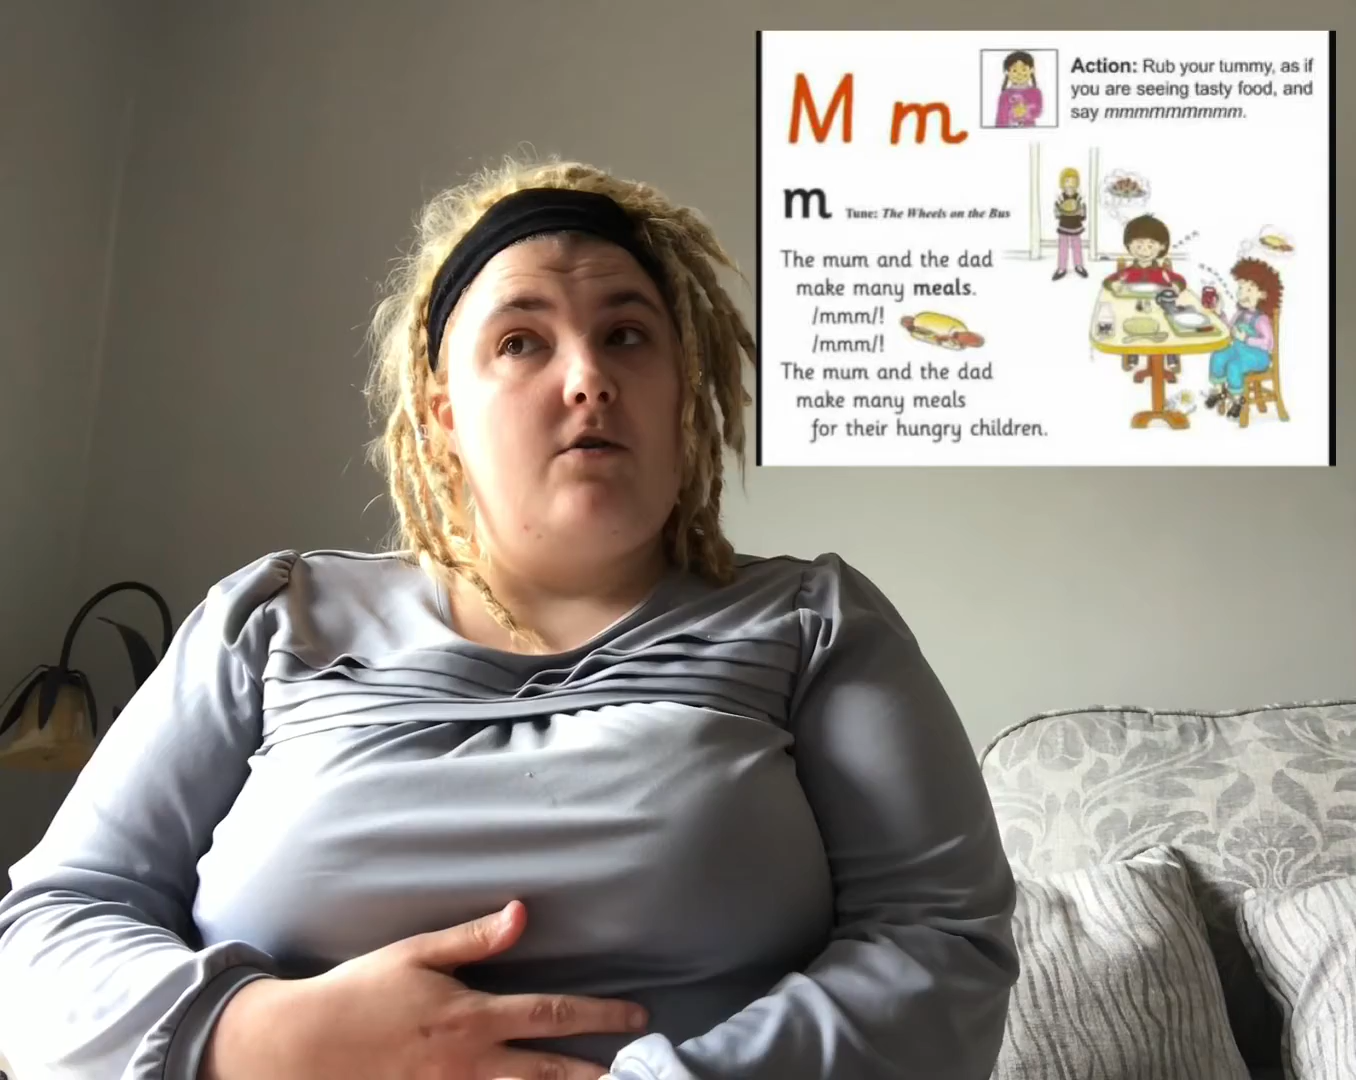 M m
Action: Rub your tummy, as if
you are seeing tasty food, and
say mmmmmmmmm.
m Tune: The Wheels on the Bus
The mum and the dad
make many meals.
/mmm/!
/mmm/!
The mum and the dad
make many meals
for their hungry children.